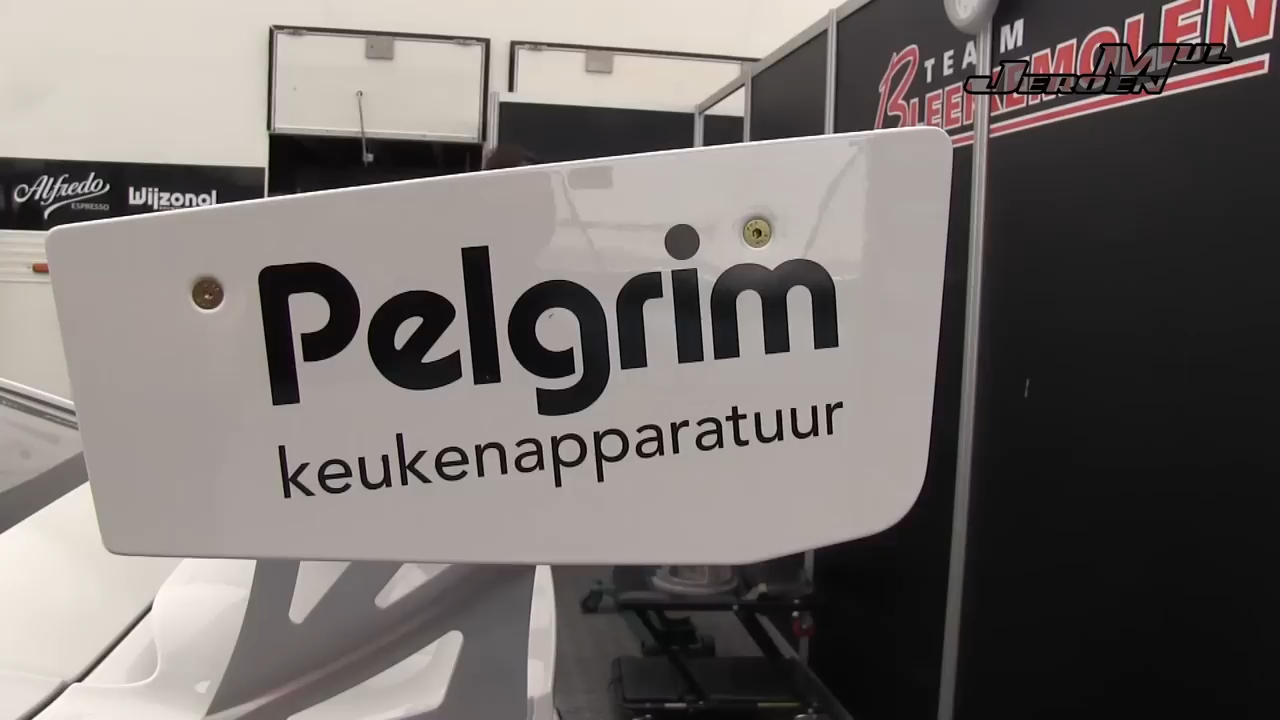 TEAM
BLEEKEMOLEN
JEROEN MUL
Alfredo
ESPRESSO
Wijzonol
Pelgrim
keukenapparatuur